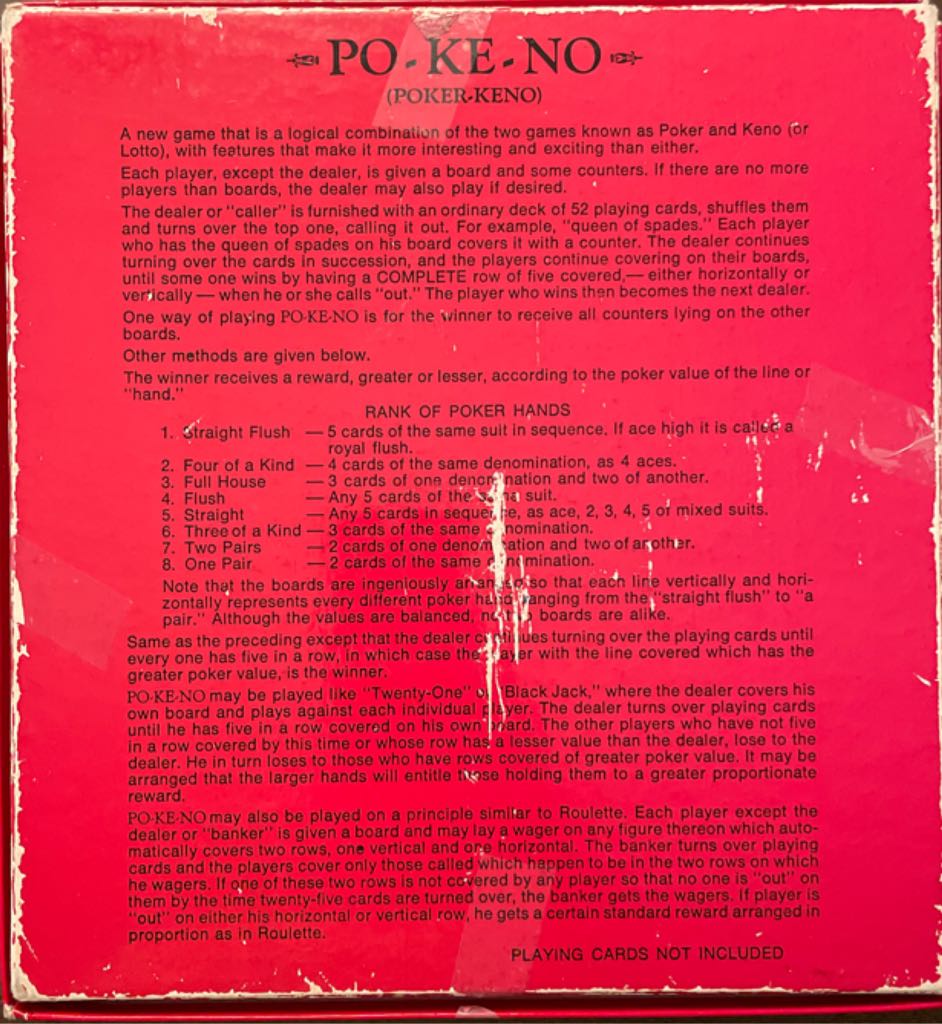 PO-KE-NO
(POKER-KENO)
A new game that is a logical combination of the two games known as Poker and Keno (or
Lotto), with features that make it more interesting and exciting than either.
Each player, except the dealer, is given a board and some counters. If there are no more
players than boards, the dealer may also play if desired.
The dealer or "caller" is furnished with an ordinary deck of 52 playing cards, shuffles them
and turns over the top one, calling it out. For example, "queen of spades." Each player
who has the queen of spades on his board covers it with a counter. The dealer continues
turning over the cards in succession, and the players continue covering on their boards,
until some one wins by having a COMPLETE row of five covered,— either horizontally or
vertically — when he or she calls "out." The player who wins then becomes the next dealer.
One way of playing PO-KE-NO is for the winner to receive all counters lying on the other
boards.
Other methods are given below.
The winner receives a reward, greater or lesser, according to the poker value of the line or
"hand."
RANK OF POKER HANDS
1. Straight Flush — 5 cards of the same suit in sequence. If ace high it is called a
royal flush.
2. Four of a Kind — 4 cards of the same denomination, as 4 aces.
3. Full House — 3 cards of one denomination and two of another.
4. Flush — Any 5 cards of the same suit.
5. Straight — Any 5 cards in sequence, as ace, 2, 3, 4, 5 of mixed suits.
6. Three of a Kind — 3 cards of the same denomination.
7. Two Pairs — 2 cards of one denomination and two of another.
8. One Pair — 2 cards of the same denomination.
Note that the boards are ingeniously arranged so that each line vertically and hori-
zontally represents every different poker hand ranging from the "straight flush" to "a
pair." Although the values are balanced, no two boards are alike.
Same as the preceding except that the dealer continues turning over the playing cards until
every one has five in a row, in which case the player with the line covered which has the
greater poker value, is the winner.
PO-KE-NO may be played like "Twenty-One" or "Black Jack," where the dealer covers his
own board and plays against each individual player. The dealer turns over playing cards
until he has five in a row covered on his own board. The other players who have not five
in a row covered by this time or whose row has a lesser value than the dealer, lose to the
dealer. He in turn loses to those who have rows covered of greater poker value. It may be
arranged that the larger hands will entitle those holding them to a greater proportionate
reward.
PO-KE-NO may also be played on a principle similar to Roulette. Each player except the
dealer or "banker" is given a board and may lay a wager on any figure thereon which auto-
matically covers two rows, one vertical and one horizontal. The banker turns over playing
cards and the players cover only those called which happen to be in the two rows on which
he wagers. If one of these two rows is not covered by any player so that no one is "out" on
them by the time twenty-five cards are turned over, the banker gets the wagers. If player is
"out" on either his horizontal or vertical row, he gets a certain standard reward arranged in
proportion as in Roulette.
PLAYING CARDS NOT INCLUDED